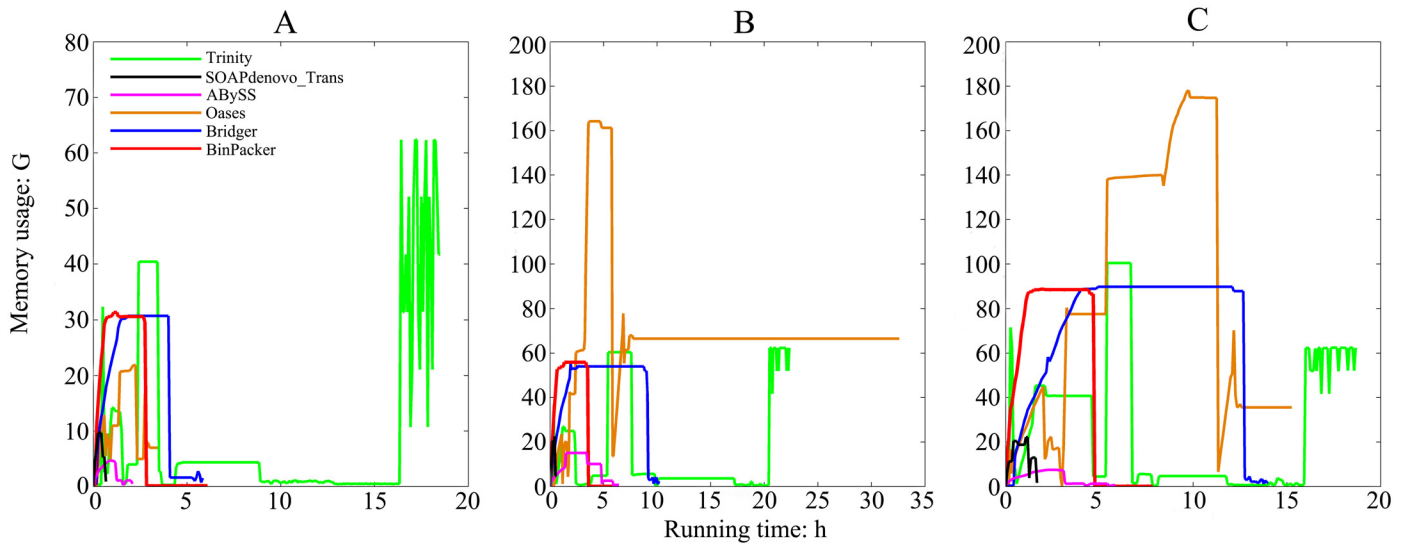 A
B
C
Memory usage: G
80
70
60
50
40
30
20
10
0
Trinity
SOAPdenovo_Trans
ABySS
Oases
Bridger
BinPacker
0 5 10 15 20
200
180
160
140
120
100
80
60
40
20
0
0 5 10 15 20 25 30 35
200
180
160
140
120
100
80
60
40
20
0
0 5 10 15 20
Running time: h